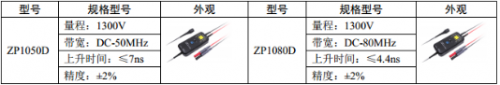 型号 规格型号 外观 型号 规格型号 外观
ZP1050D 量程：1300V ZP1080D 量程：1300V
带宽：DC-50MHz 带宽：DC-80MHz
上升时间：≤7ns 上升时间：≤4.4ns
精度：±2% 精度：±2%